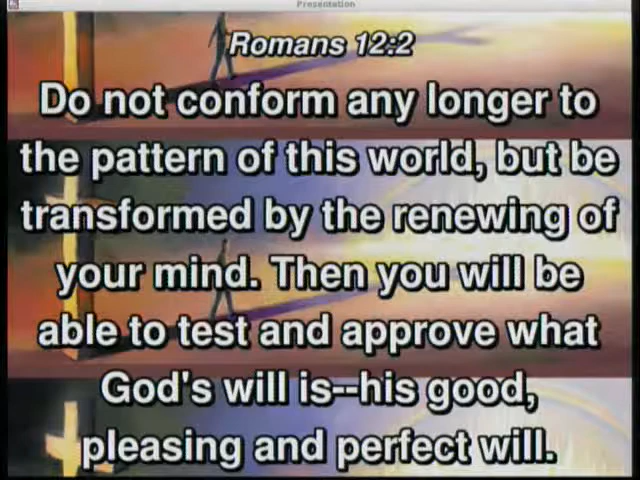 Presentation
Romans 12:2
Do not conform any longer to
the pattern of this world, but be
transformed by the renewing of
your mind. Then you will be
able to test and approve what
God's will is--his good,
pleasing and perfect will.